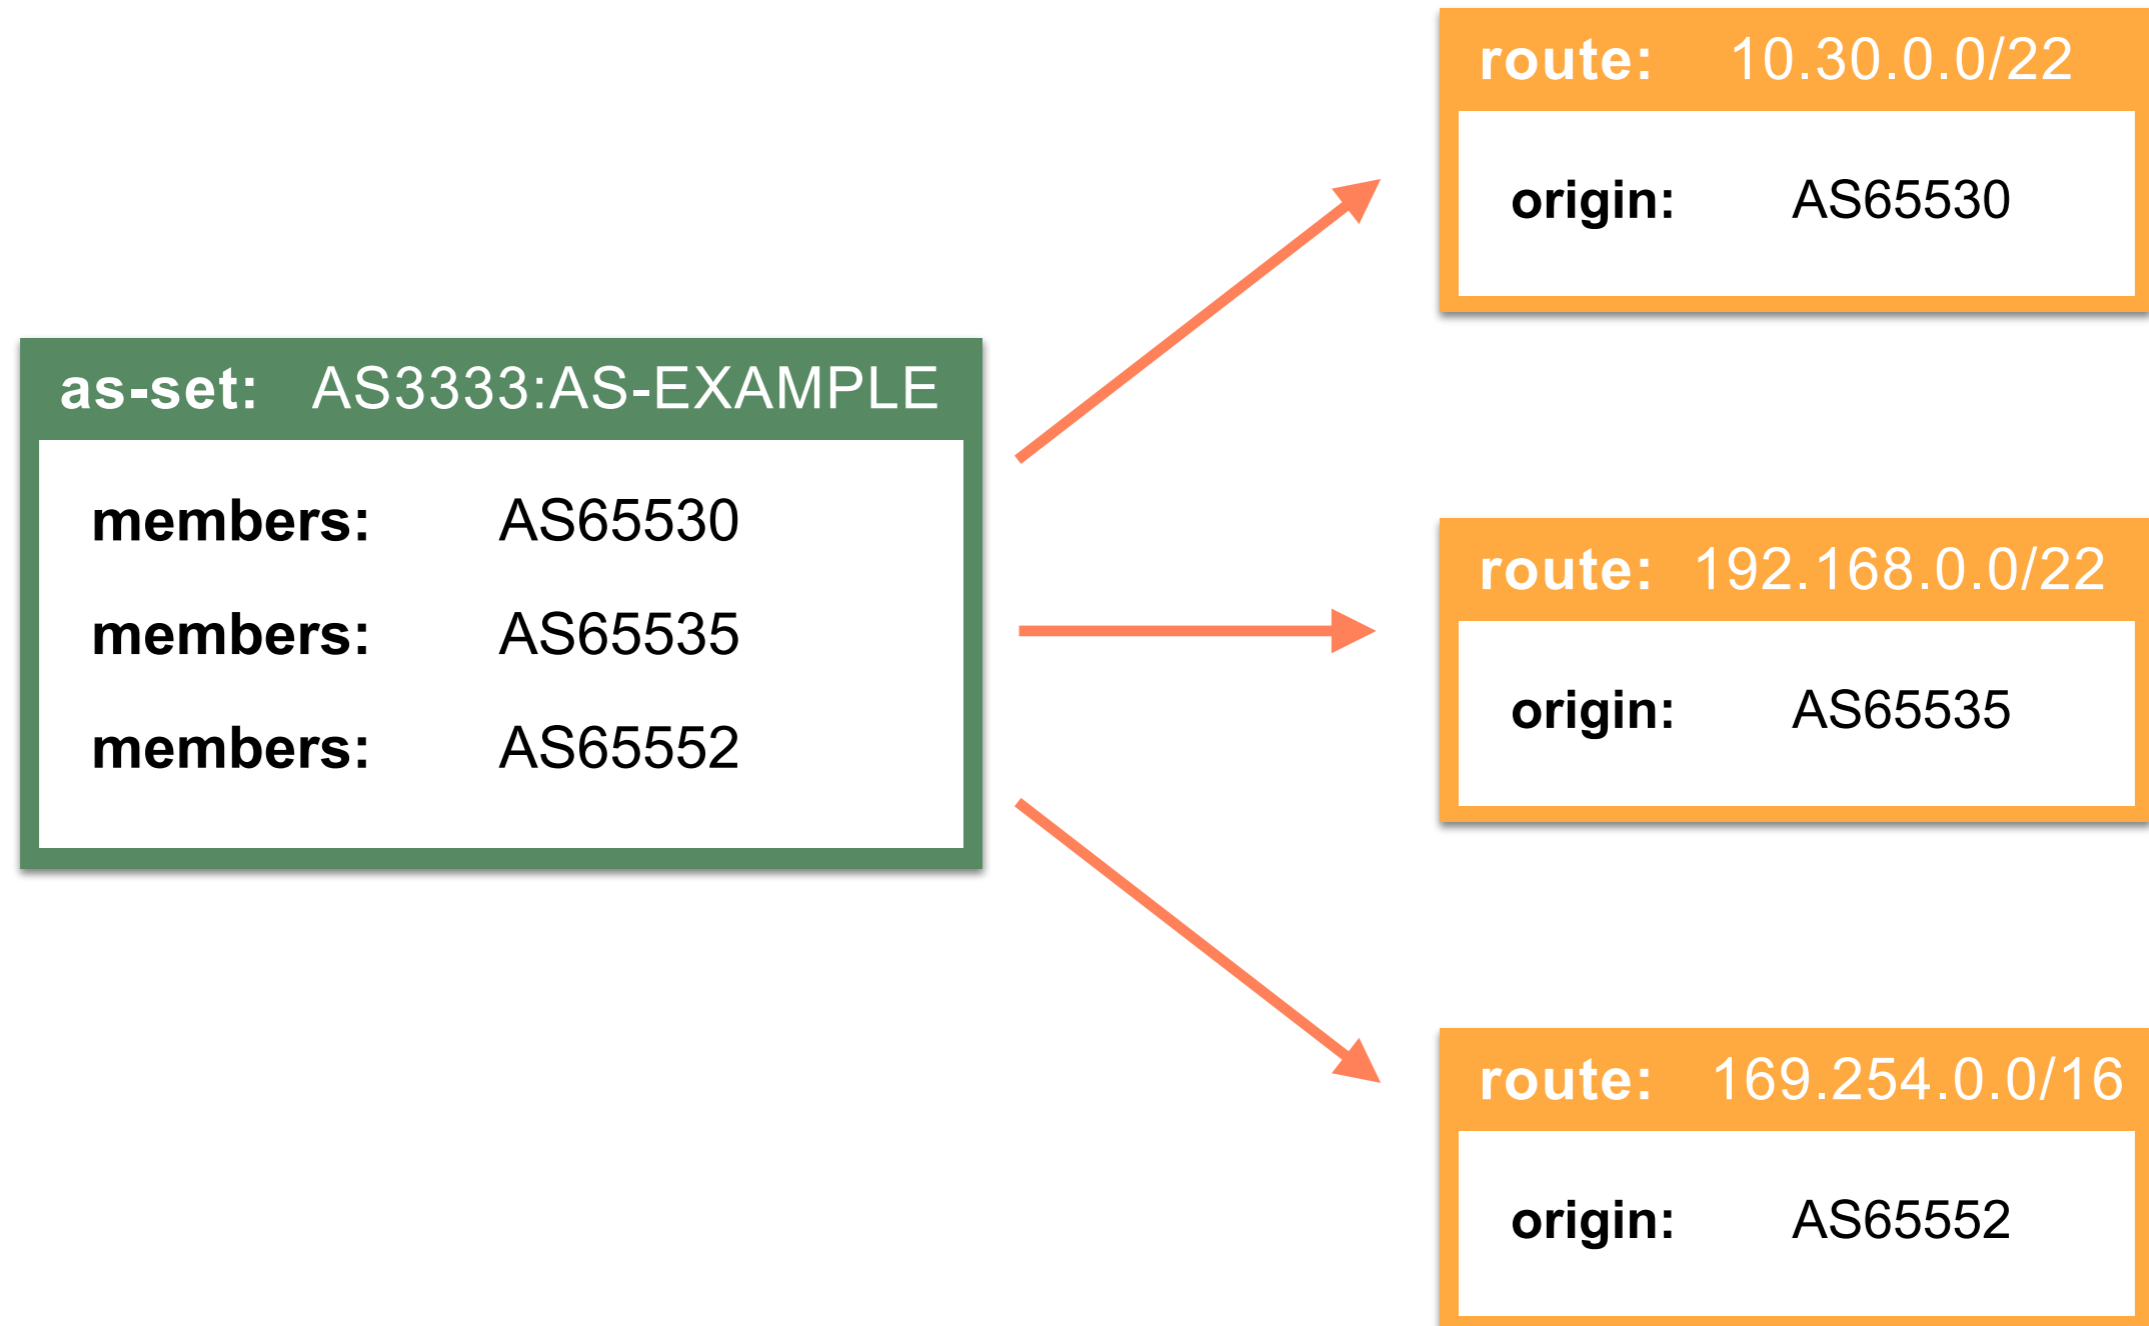 as-set: AS3333:AS-EXAMPLE
members: AS65530
members: AS65535
members: AS65552
route: 10.30.0.0/22
origin: AS65530
route: 192.168.0.0/22
origin: AS65535
route: 169.254.0.0/16
origin: AS65552